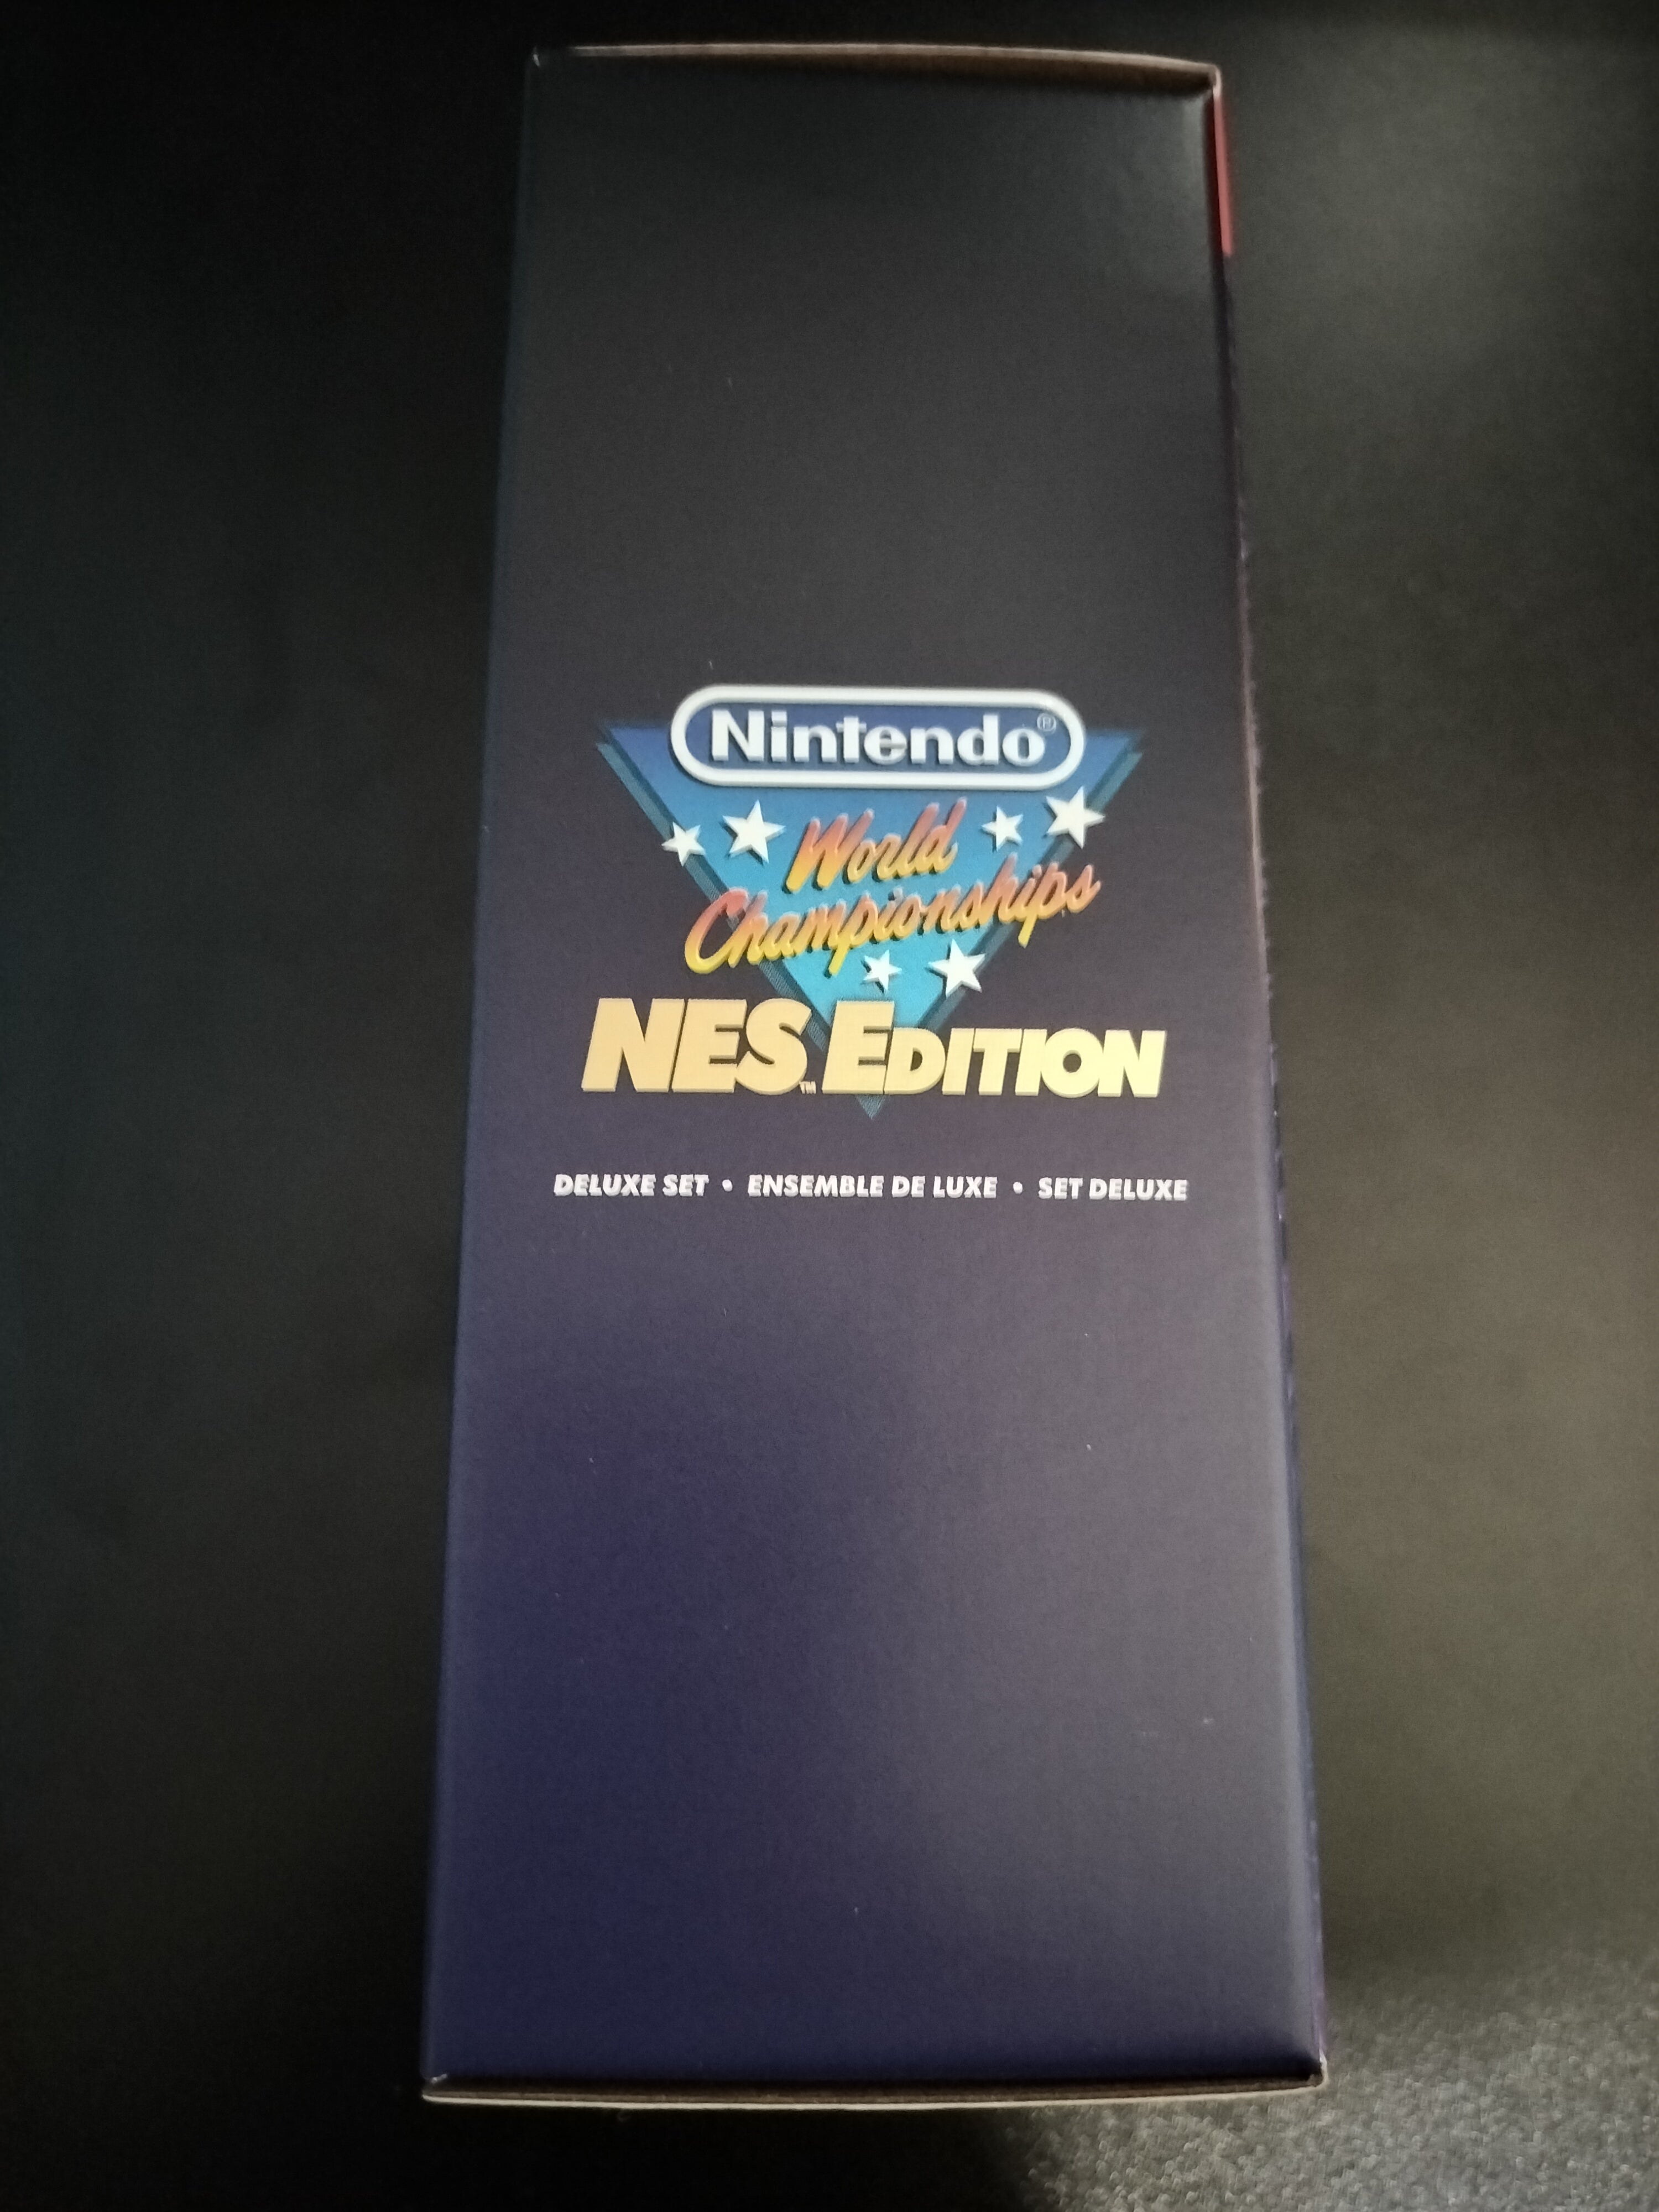 Nintendo®
World
Championships
NES™ EDITION
DELUXE SET • ENSEMBLE DE LUXE • SET DELUXE